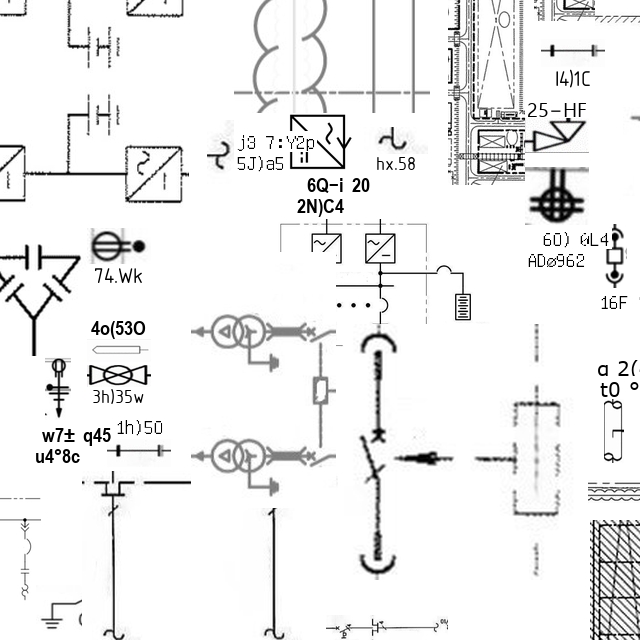 I4)1C
25-HF
j3 7:Y2p
5J)a5
hx.58
6Q-i 20
2N)C4
60) 0L4
ADø962
74.Wk
16F
4o(53O
3h)35w
a 2(
t0 °
1h)50
w7± q45
u4°8c